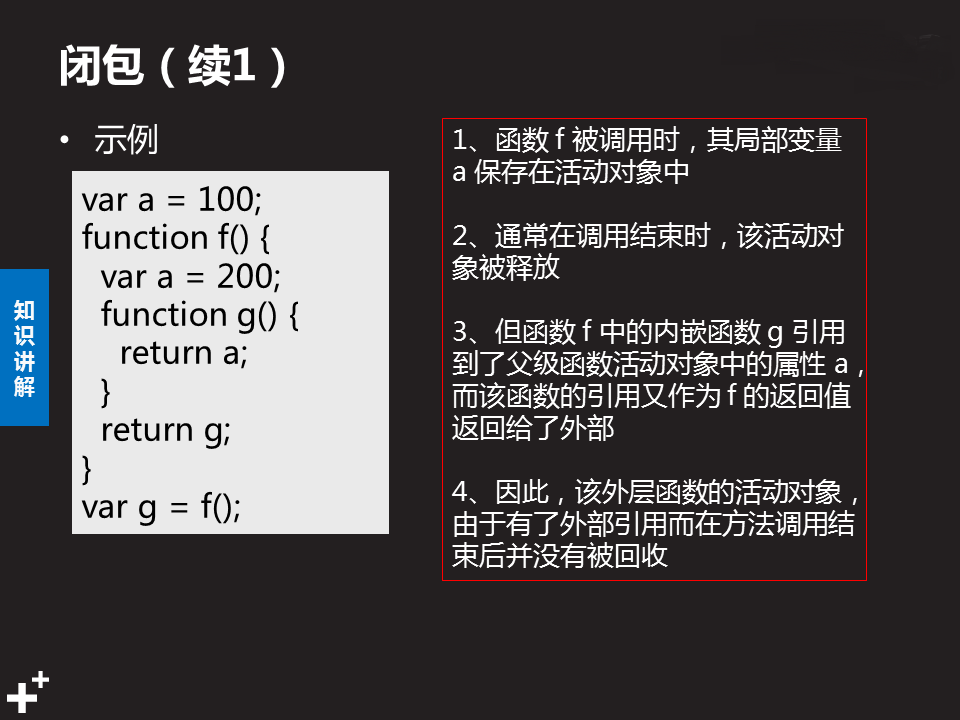 闭包（续1）
• 示例
var a = 100;
function f() {
  var a = 200;
  function g() {
    return a;
  }
  return g;
}
var g = f();
知
识
讲
解
1、函数 f 被调用时，其局部变量
a 保存在活动对象中
2、通常在调用结束时，该活动对
象被释放
3、但函数 f 中的内嵌函数 g 引用
到了父级函数活动对象中的属性 a，
而该函数的引用又作为 f 的返回值
返回给了外部
4、因此，该外层函数的活动对象，
由于有了外部引用而在方法调用结
束后并没有被回收